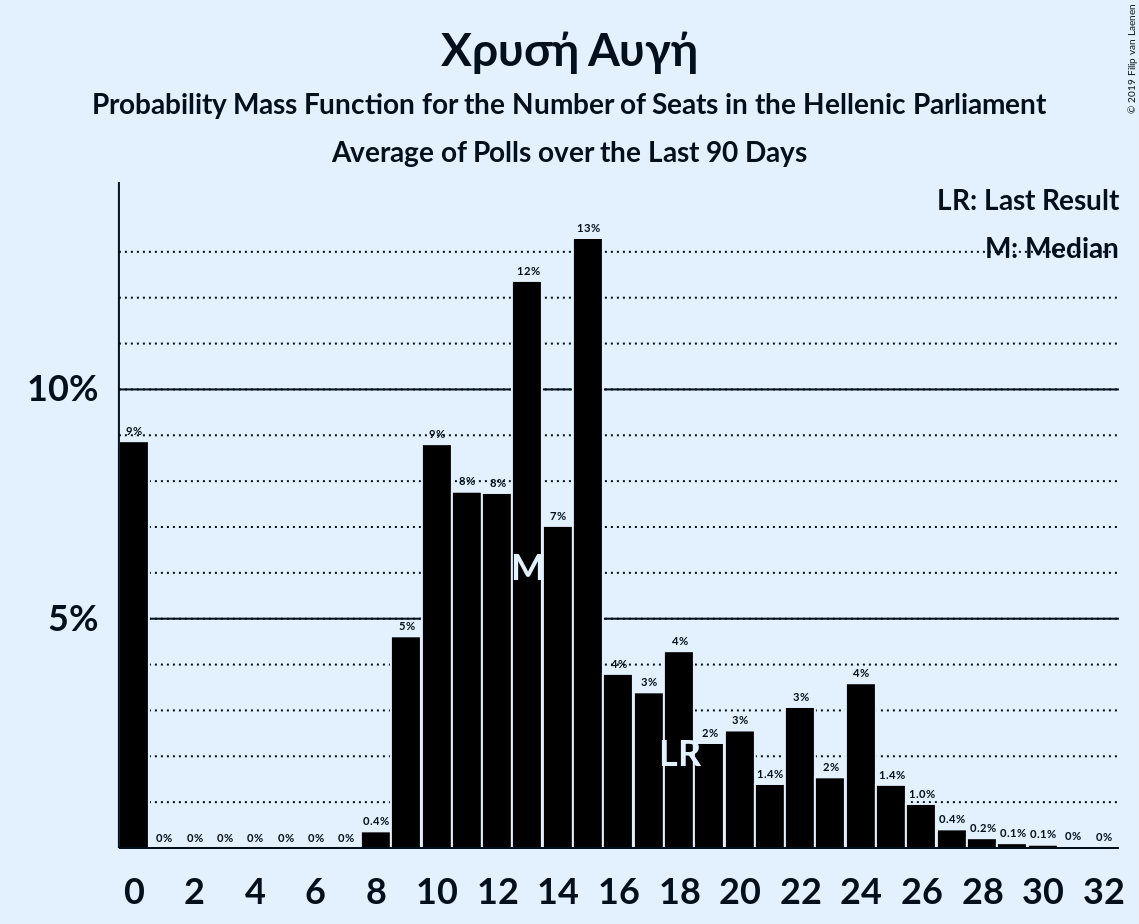 Χρυσή Αυγή
Probability Mass Function for the Number of Seats in the Hellenic Parliament
Average of Polls over the Last 90 Days
© 2019 Filip van Laenen
LR: Last Result
M: Median
10%
5%
9% 0% 0% 0% 0% 0% 0% 0% 0.4% 5% 9% 8% 8% 12% 7% 13% 4% 3% 4% 2% 3% 1.4% 3% 2% 4% 1.4% 1.0% 0.4% 0.2% 0.1% 0.1% 0% 0%
M
LR
0 2 4 6 8 10 12 14 16 18 20 22 24 26 28 30 32